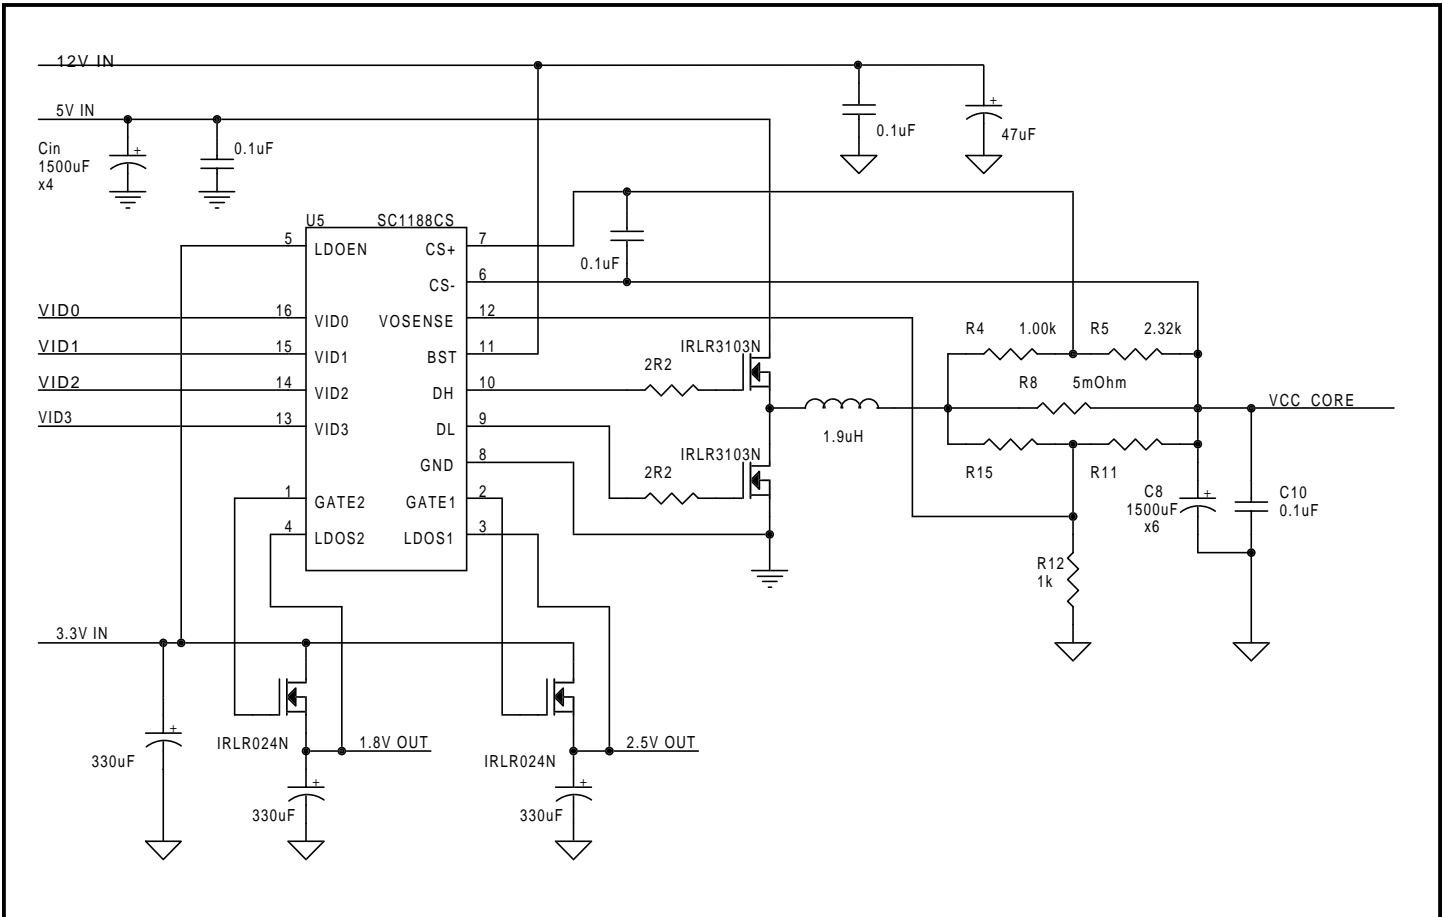 12V IN
5V IN
Cin
1500uF
x4
+
0.1uF
0.1uF
+
47uF
U5 SC1188CS
5 LDOEN CS+ 7
0.1uF
CS- 6
VID0 16 VID0 VOSENSE 12
VID1 15 VID1 BST 11
VID2 14 VID2 DH 10
VID3 13 VID3 DL 9
GND 8
1 GATE2 GATE1 2
4 LDOS2 LDOS1 3
IRLR3103N
2R2
IRLR3103N
2R2
1.9uH
R4 1.00k R5 2.32k
R8 5mOhm
VCC_CORE
R15 R11
C8
1500uF
x6
+
C10
0.1uF
R12
1k
3.3V IN
+
330uF
IRLR024N
1.8V OUT
+
330uF
IRLR024N
2.5V OUT
+
330uF